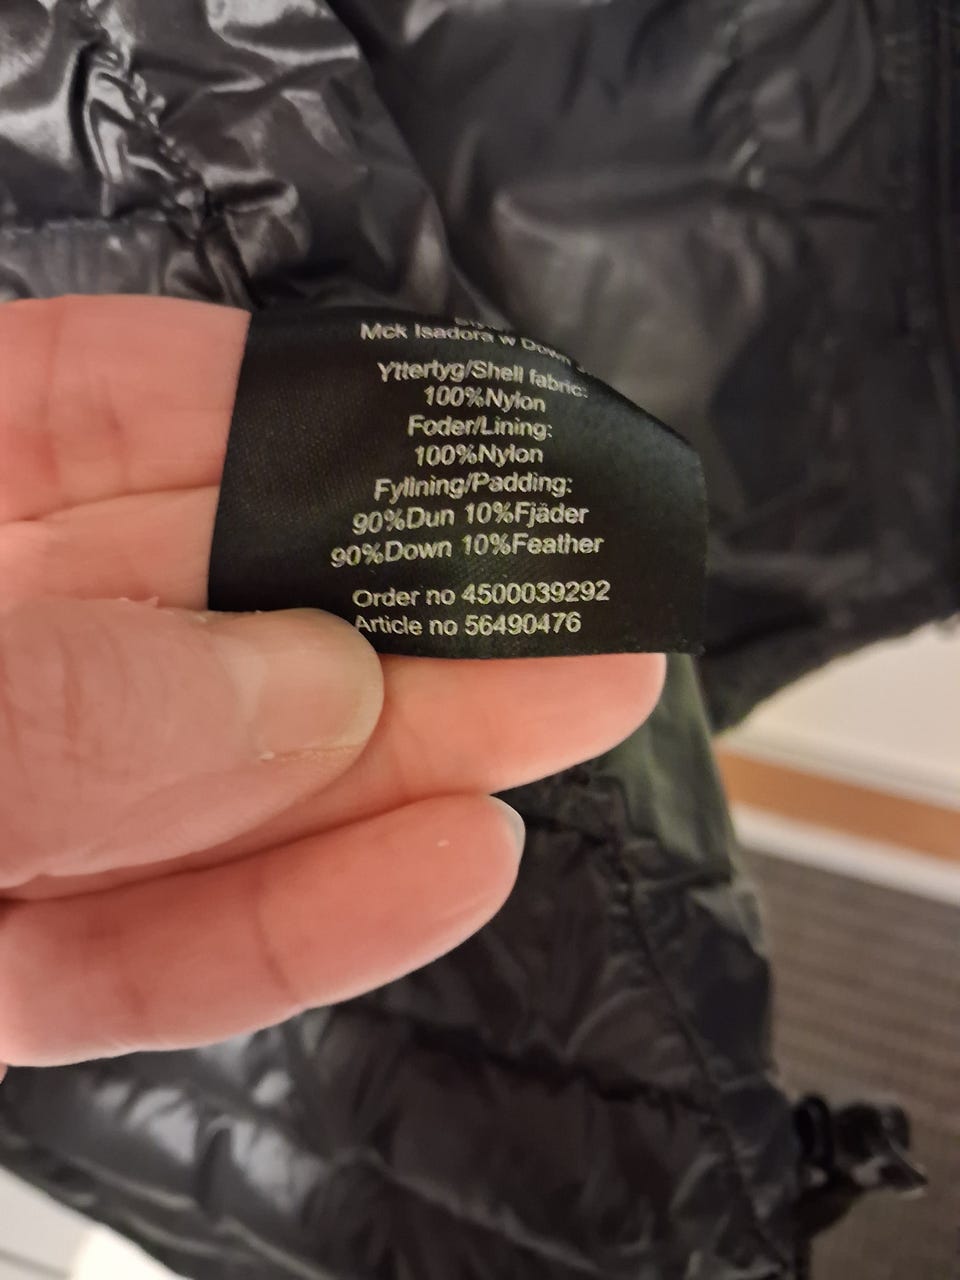 Mck Isadora w Down
Yttertyg/Shell fabric:
100%Nylon
Foder/Lining:
100%Nylon
Fyllning/Padding:
90%Dun 10%Fjäder
90%Down 10%Feather
Order no 4500039292
Article no 56490476